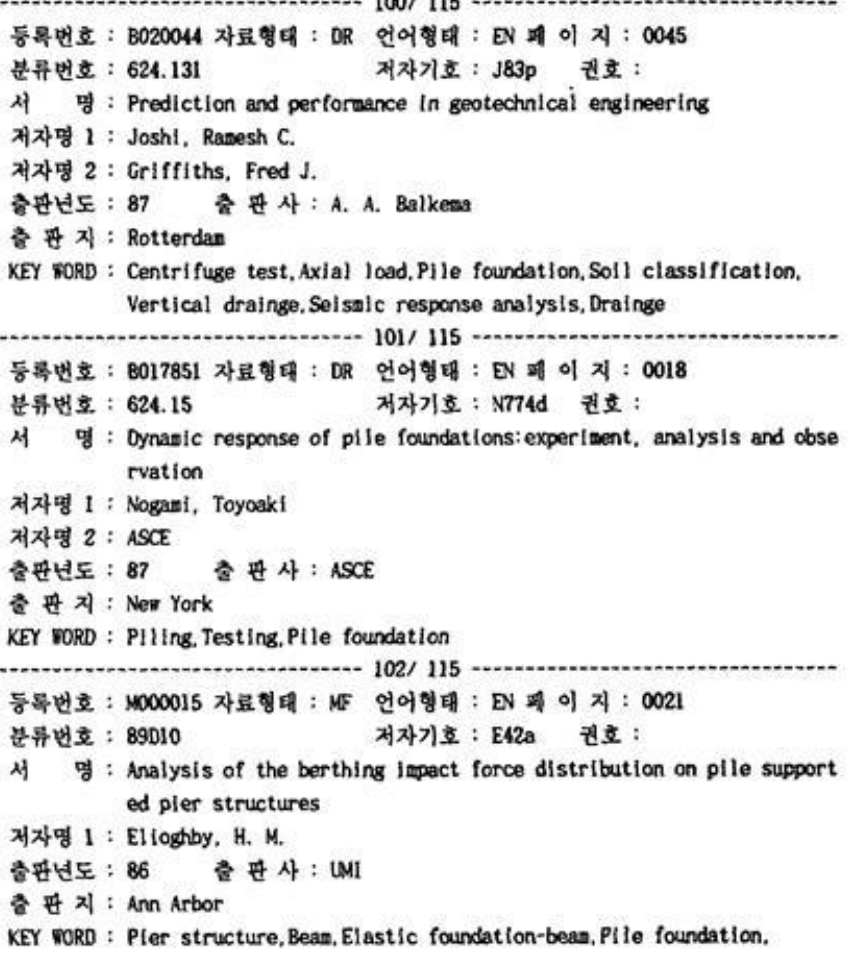 ------------------------------------ 100/ 115 ------------------------------------
등록번호 : B020044 자료형태 : DR 언어형태 : EN 페 이 지 : 0045
분류번호 : 624.131 저자기호 : J83p 권호 :
서 명 : Prediction and performance in geotechnical engineering
저자명 1 : Joshi, Ramesh C.
저자명 2 : Griffiths, Fred J.
출판년도 : 87 출 판 사 : A. A. Balkema
출 판 지 : Rotterdam
KEY WORD : Centrifuge test,Axial load,Pile foundation,Soil classification,
Vertical drainge,Seismic response analysis,Drainge
------------------------------------ 101/ 115 ------------------------------------
등록번호 : B017851 자료형태 : DR 언어형태 : EN 페 이 지 : 0018
분류번호 : 624.15 저자기호 : N774d 권호 :
서 명 : Dynamic response of pile foundations:experiment, analysis and obse
rvation
저자명 1 : Nogami, Toyoaki
저자명 2 : ASCE
출판년도 : 87 출 판 사 : ASCE
출 판 지 : New York
KEY WORD : Piling,Testing,Pile foundation
------------------------------------ 102/ 115 ------------------------------------
등록번호 : M000015 자료형태 : MF 언어형태 : EN 페 이 지 : 0021
분류번호 : 89D10 저자기호 : E42a 권호 :
서 명 : Analysis of the berthing impact force distribution on pile support
ed pier structures
저자명 1 : Elioghby, H. M.
출판년도 : 86 출 판 사 : UMI
출 판 지 : Ann Arbor
KEY WORD : Pier structure,Beam,Elastic foundation-beam,Pile foundation,